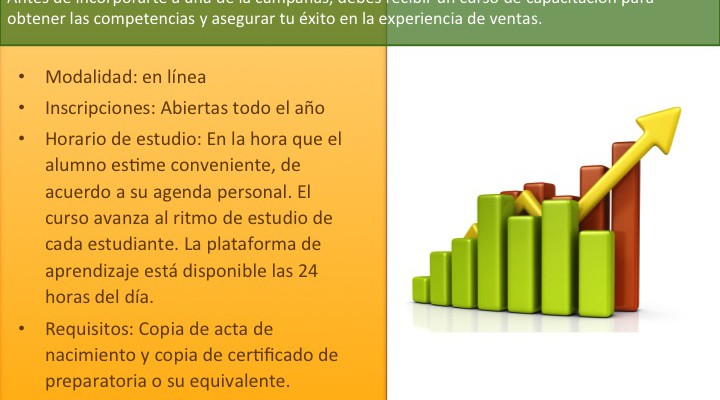 Antes de incorporarte a una de la campañas, debes recibir un curso de capacitación para
obtener las competencias y asegurar tu éxito en la experiencia de ventas.
• Modalidad: en línea
• Inscripciones: Abiertas todo el año
• Horario de estudio: En la hora que el
alumno estime conveniente, de
acuerdo a su agenda personal. El
curso avanza al ritmo de estudio de
cada estudiante. La plataforma de
aprendizaje está disponible las 24
horas del día.
• Requisitos: Copia de acta de
nacimiento y copia de certificado de
preparatoria o su equivalente.